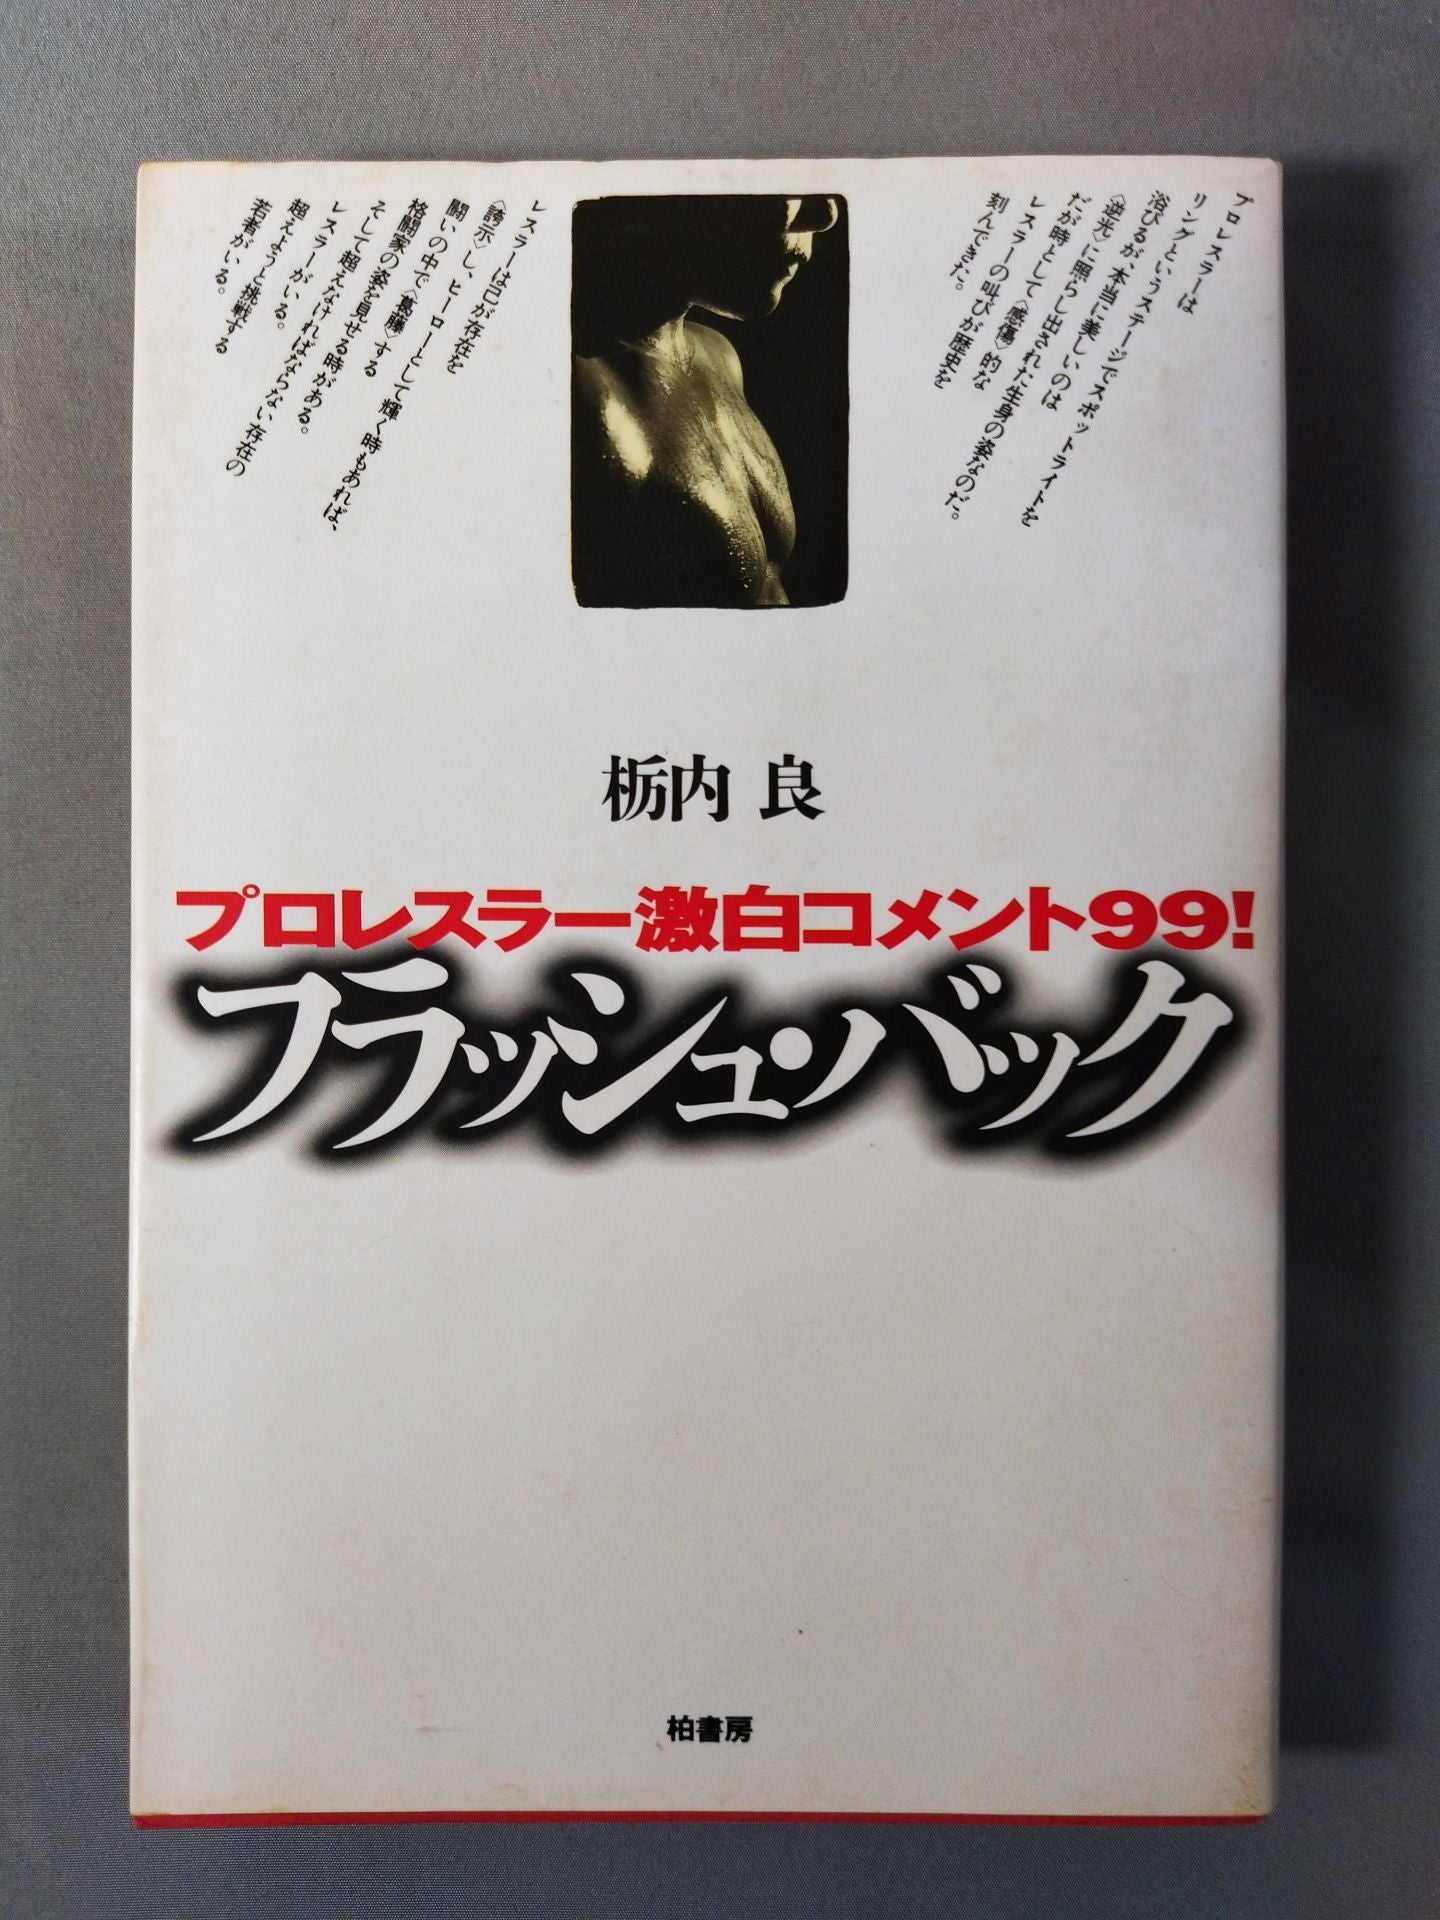 プロレスラーは
リングというステージでスポットライトを
浴びるが、本当に美しいのは
〈逆光〉に照らし出された生身の姿なのだ。
だが時として〈感傷〉的な
レスラーの叫びが歴史を
刻んできた。
レスラーは己が存在を
〈誇示〉し、ヒーローとして輝く時もあれば、
闘いの中で〈葛藤〉する
格闘家の姿を見せる時がある。
そして超えなければならない存在の
レスラーがいる。
超えようと挑戦する
若者がいる。
栃内 良
プロレスラー激白コメント99!
フラッシュ・バック
柏書房